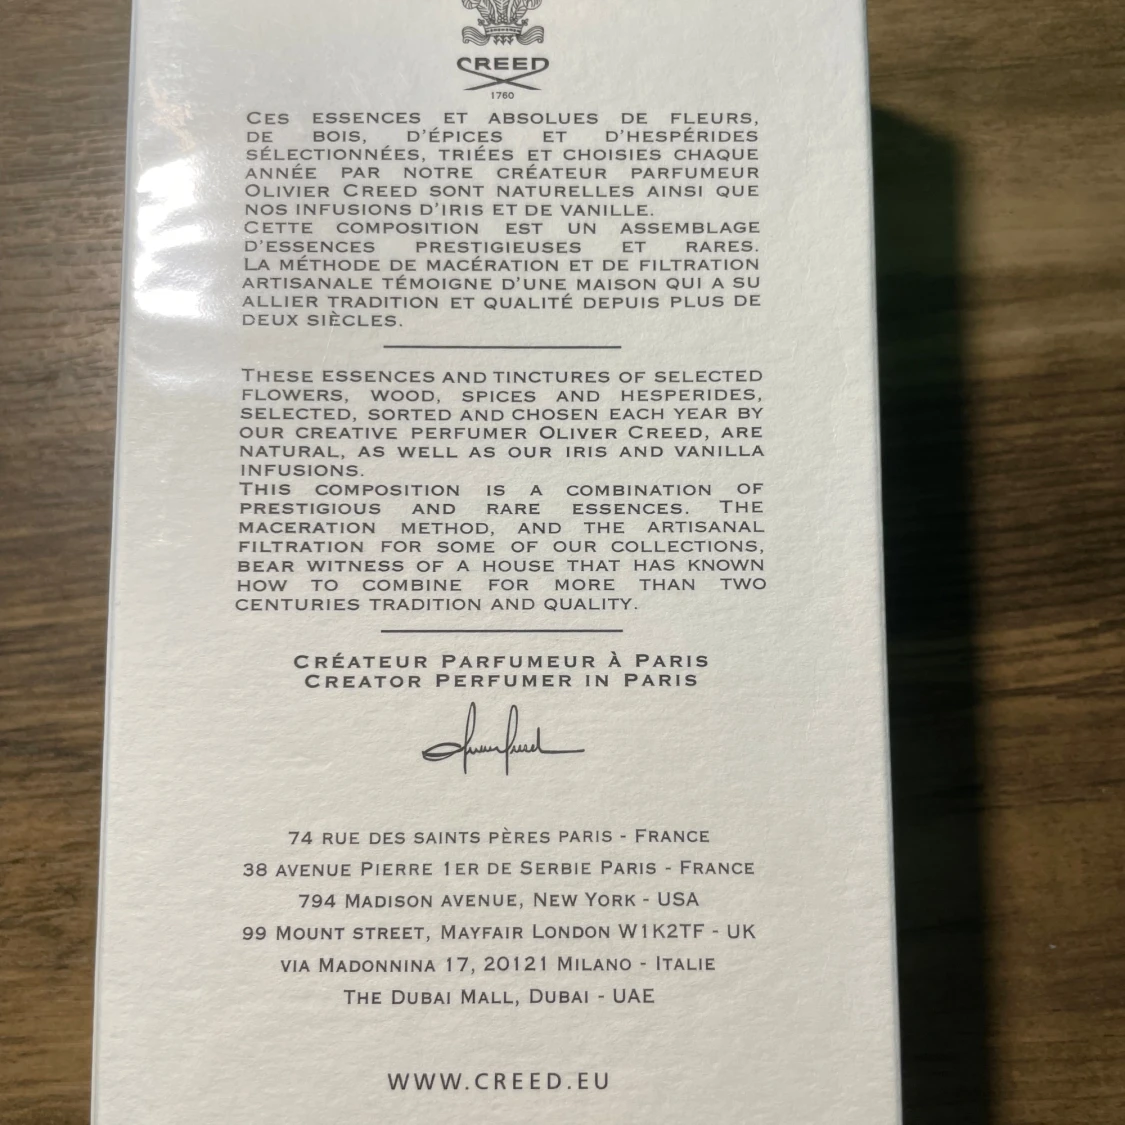 CREED
1760
CES ESSENCES ET ABSOLUES DE FLEURS,
DE BOIS, D'ÉPICES ET D'HESPÉRIDES
SÉLECTIONNÉES, TRIÉES ET CHOISIES CHAQUE
ANNÉE PAR NOTRE CRÉATEUR PARFUMEUR
OLIVIER CREED SONT NATURELLES AINSI QUE
NOS INFUSIONS D'IRIS ET DE VANILLE.
CETTE COMPOSITION EST UN ASSEMBLAGE
D'ESSENCES PRESTIGIEUSES ET RARES.
LA MÉTHODE DE MACÉRATION ET DE FILTRATION
ARTISANALE TÉMOIGNE D'UNE MAISON QUI A SU
ALLIER TRADITION ET QUALITÉ DEPUIS PLUS DE
DEUX SIÈCLES.
THESE ESSENCES AND TINCTURES OF SELECTED
FLOWERS, WOOD, SPICES AND HESPERIDES,
SELECTED, SORTED AND CHOSEN EACH YEAR BY
OUR CREATIVE PERFUMER OLIVER CREED, ARE
NATURAL, AS WELL AS OUR IRIS AND VANILLA
INFUSIONS.
THIS COMPOSITION IS A COMBINATION OF
PRESTIGIOUS AND RARE ESSENCES. THE
MACERATION METHOD, AND THE ARTISANAL
FILTRATION FOR SOME OF OUR COLLECTIONS,
BEAR WITNESS OF A HOUSE THAT HAS KNOWN
HOW TO COMBINE FOR MORE THAN TWO
CENTURIES TRADITION AND QUALITY.
CRÉATEUR PARFUMEUR À PARIS
CREATOR PERFUMER IN PARIS
74 RUE DES SAINTS PÈRES PARIS - FRANCE
38 AVENUE PIERRE 1ER DE SERBIE PARIS - FRANCE
794 MADISON AVENUE, NEW YORK - USA
99 MOUNT STREET, MAYFAIR LONDON W1K2TF - UK
VIA MADONNINA 17, 20121 MILANO - ITALIE
THE DUBAI MALL, DUBAI - UAE
WWW.CREED.EU